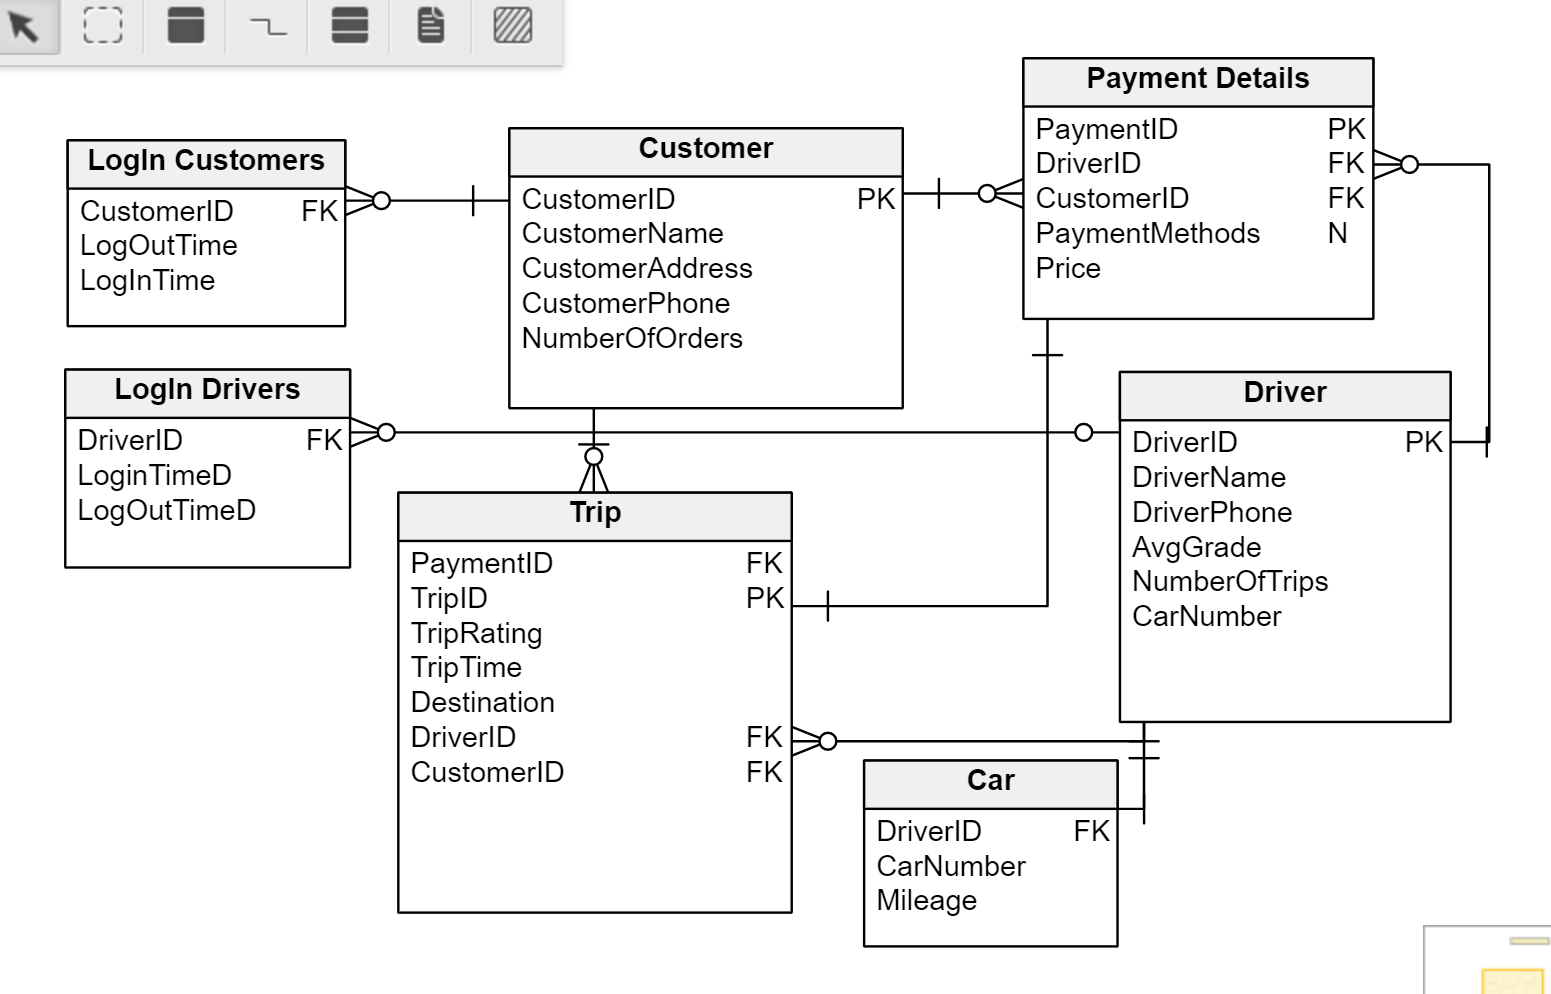 LogIn Customers
CustomerID FK
LogOutTime
LogInTime
Customer
CustomerID PK
CustomerName
CustomerAddress
CustomerPhone
NumberOfOrders
Payment Details
PaymentID PK
DriverID FK
CustomerID FK
PaymentMethods N
Price
LogIn Drivers
DriverID FK
LoginTimeD
LogOutTimeD
Driver
DriverID PK
DriverName
DriverPhone
AvgGrade
NumberOfTrips
CarNumber
Trip
PaymentID FK
TripID PK
TripRating
TripTime
Destination
DriverID FK
CustomerID FK
Car
DriverID FK
CarNumber
Mileage